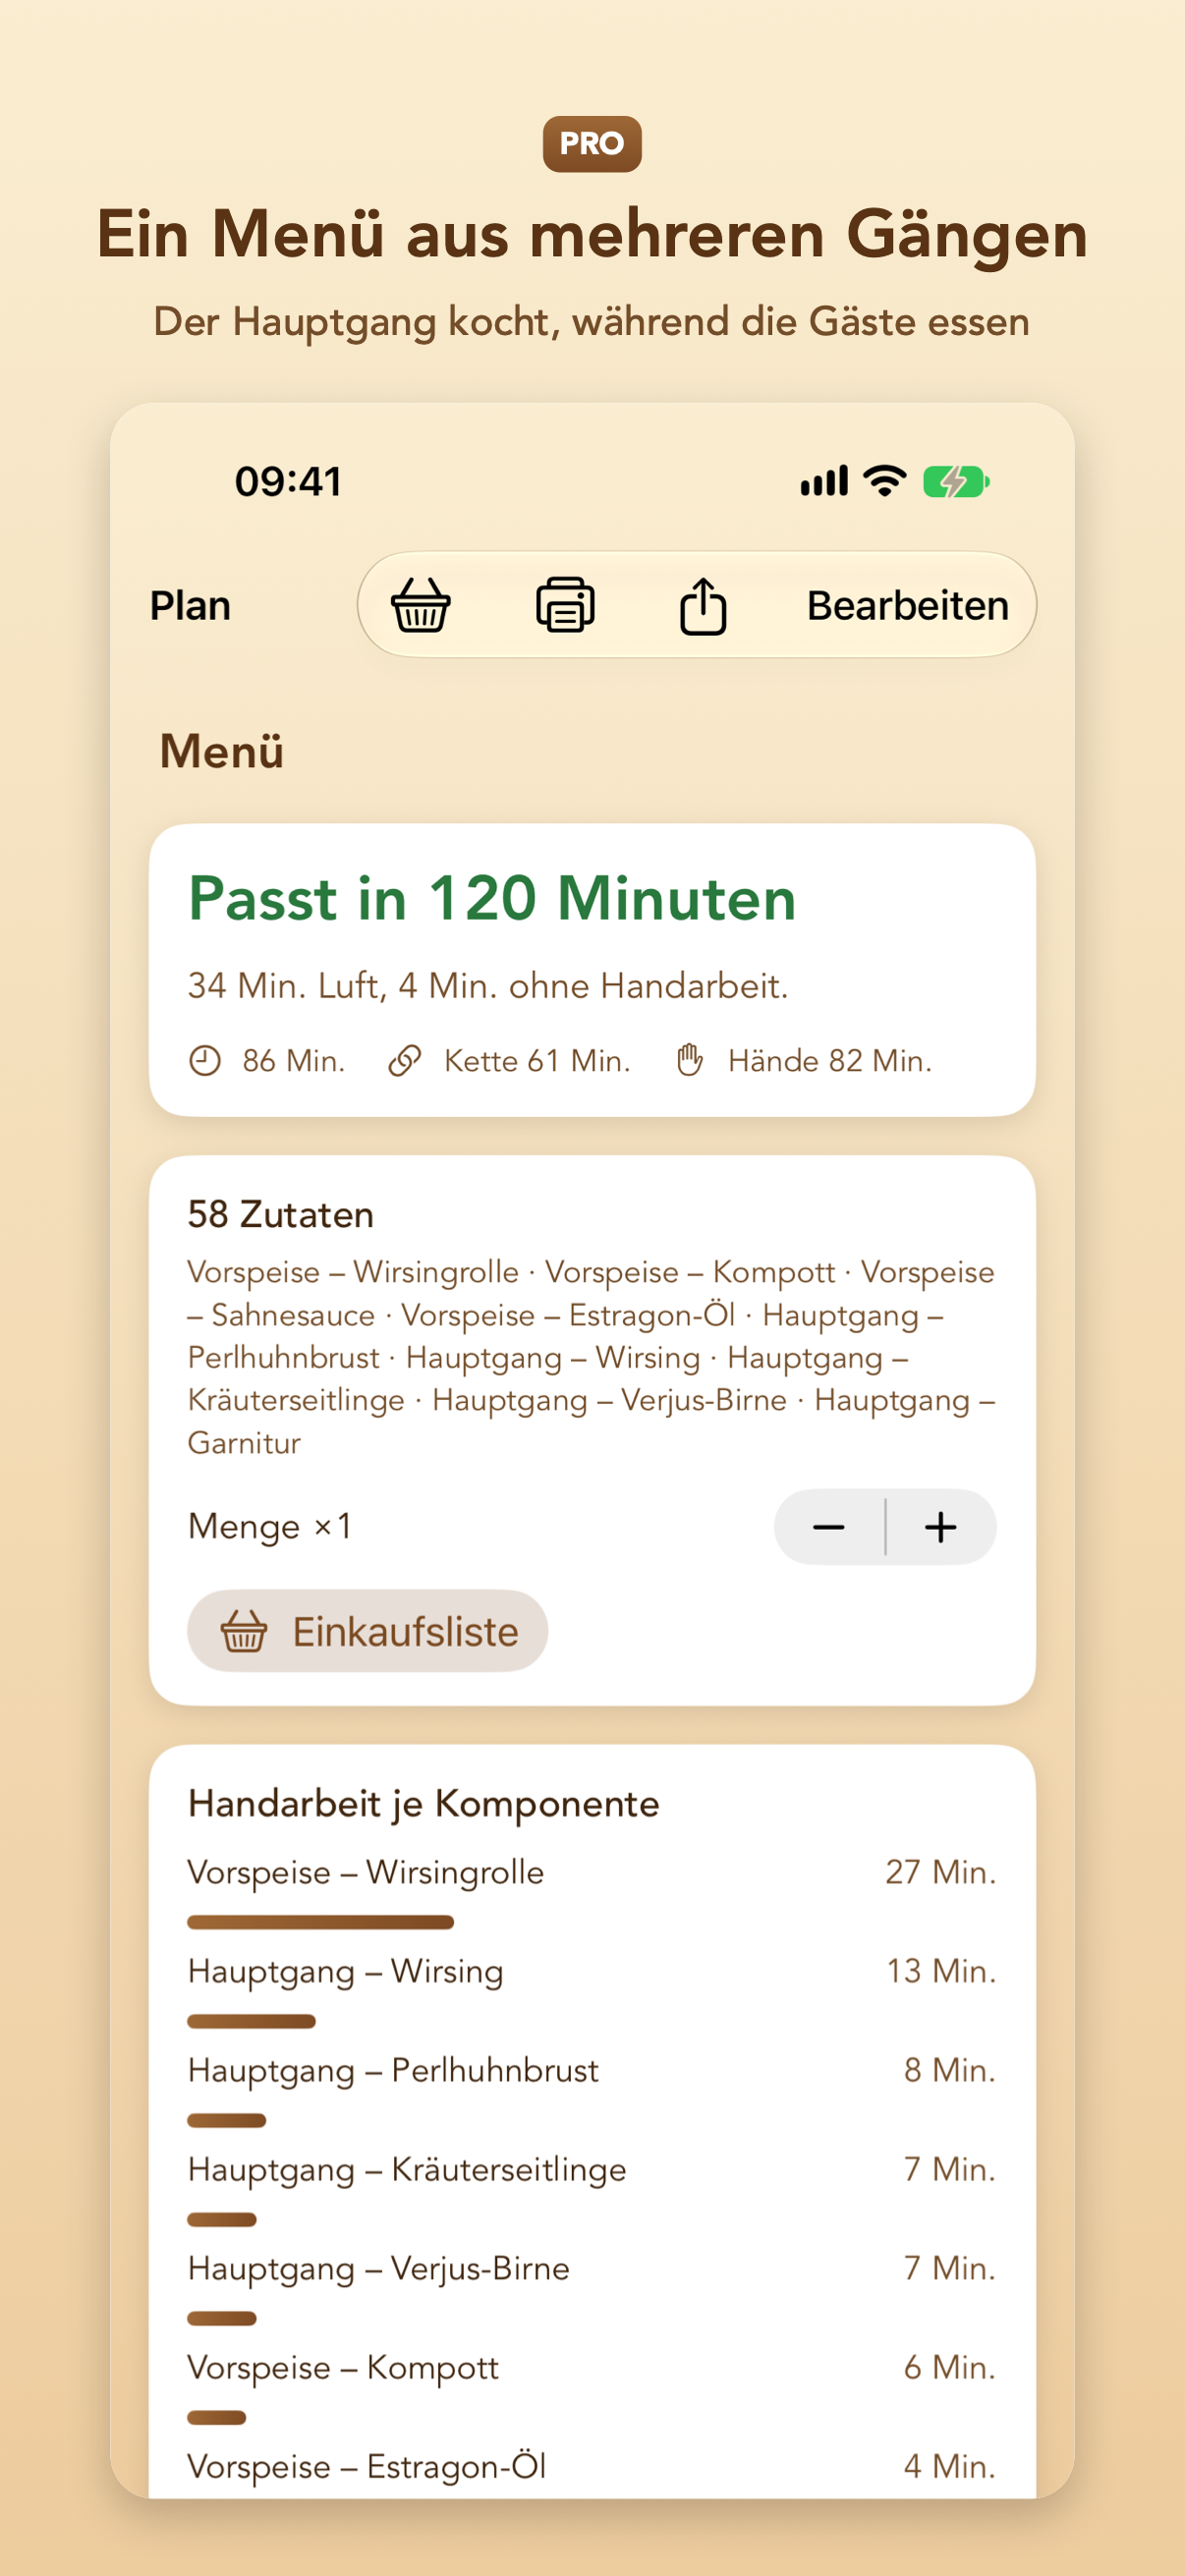 PRO
Ein Menü aus mehreren Gängen
Der Hauptgang kocht, während die Gäste essen
09:41
Plan
Bearbeiten
Menü
Passt in 120 Minuten
34 Min. Luft, 4 Min. ohne Handarbeit.
86 Min. Kette 61 Min. Hände 82 Min.
58 Zutaten
Vorspeise – Wirsingrolle · Vorspeise – Kompott · Vorspeise
– Sahnesauce · Vorspeise – Estragon-Öl · Hauptgang –
Perlhuhnbrust · Hauptgang – Wirsing · Hauptgang –
Kräuterseitlinge · Hauptgang – Verjus-Birne · Hauptgang –
Garnitur
Menge ×1
Einkaufsliste
Handarbeit je Komponente
Vorspeise – Wirsingrolle 27 Min.
Hauptgang – Wirsing 13 Min.
Hauptgang – Perlhuhnbrust 8 Min.
Hauptgang – Kräuterseitlinge 7 Min.
Hauptgang – Verjus-Birne 7 Min.
Vorspeise – Kompott 6 Min.
Vorspeise – Estragon-Öl 4 Min.